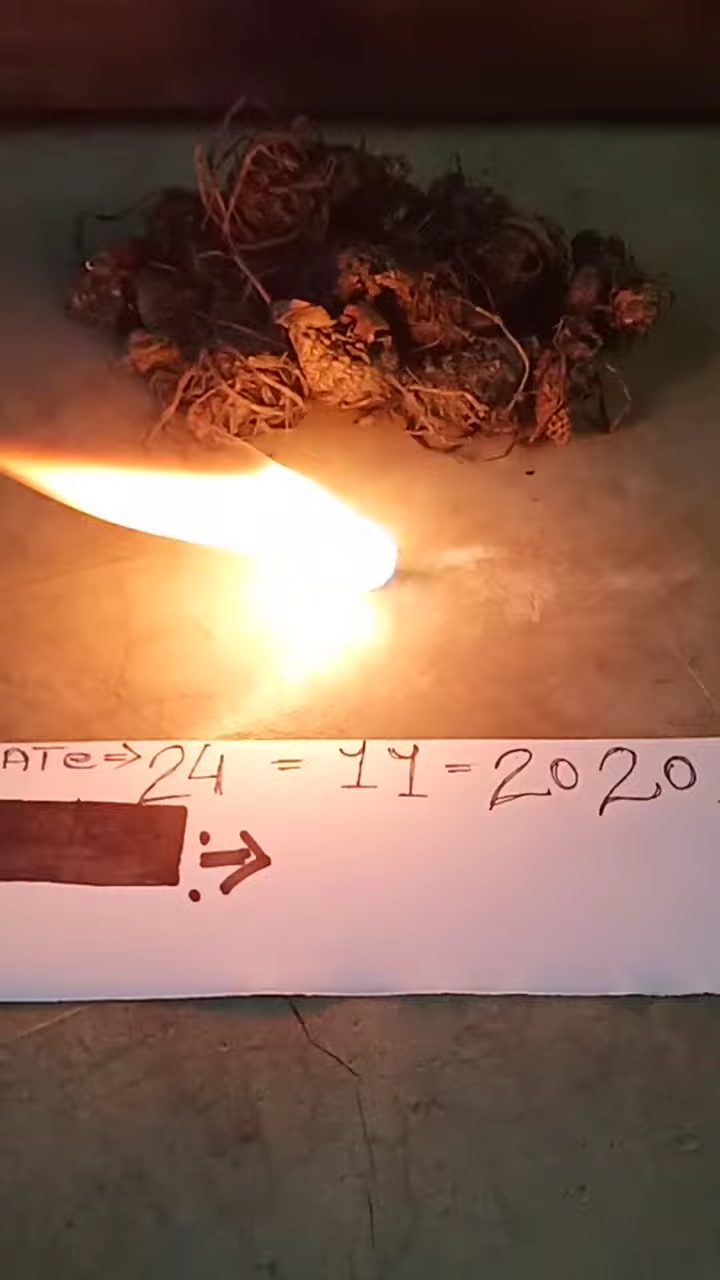 ATe⇒24 = 11 = 2020
:→